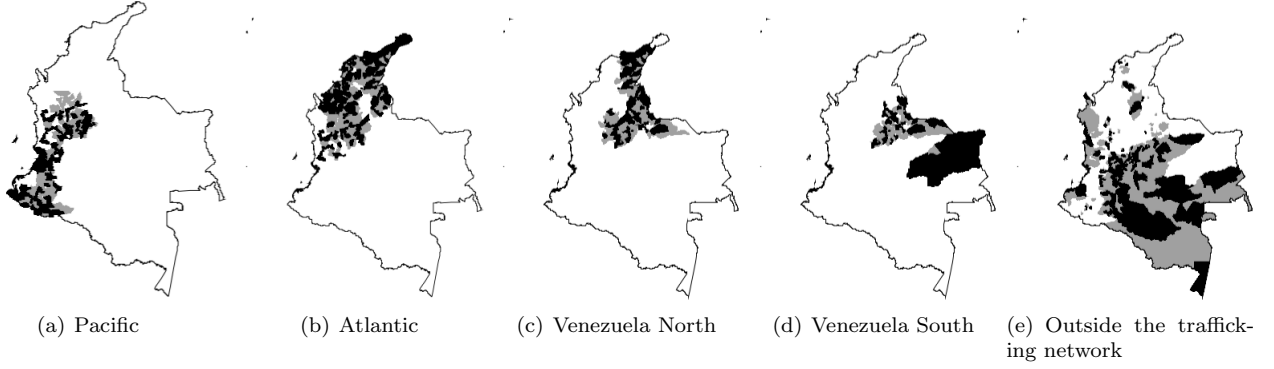 (a) Pacific
(b) Atlantic
(c) Venezuela North
(d) Venezuela South
(e) Outside the traffick-
ing network